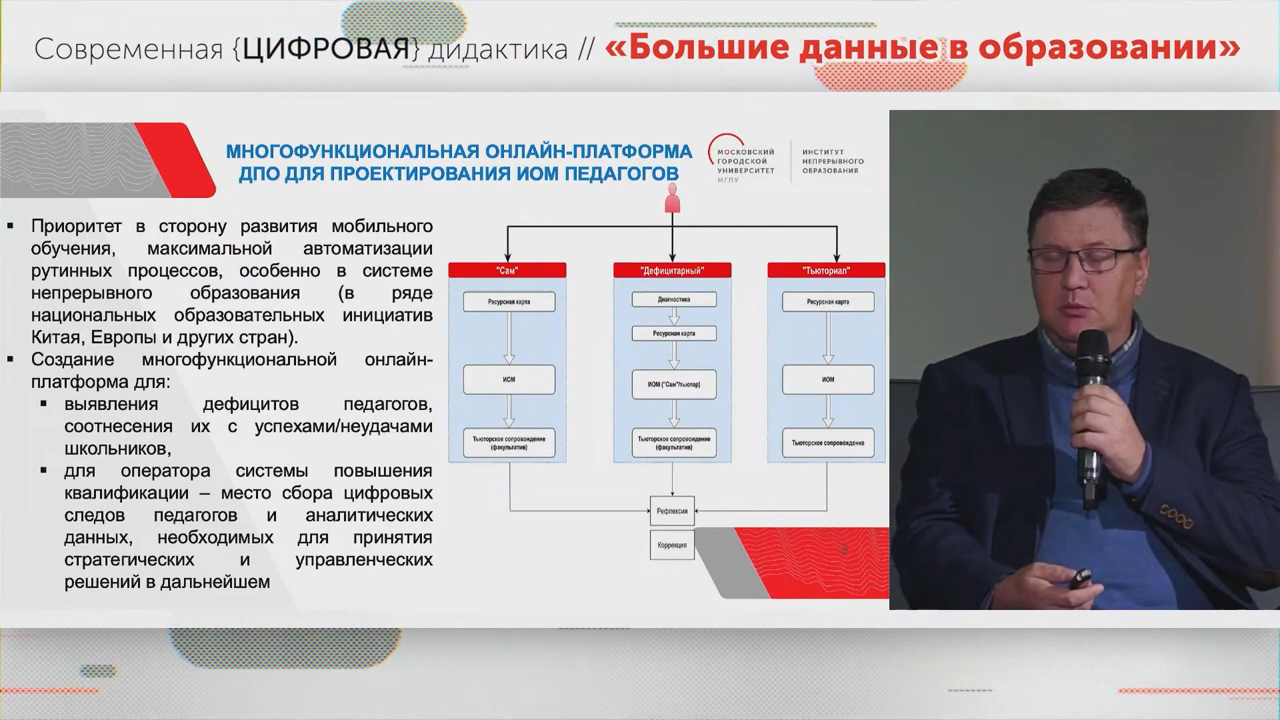 Современная {ЦИФРОВАЯ} дидактика // «Большие данные в образовании»
МНОГОФУНКЦИОНАЛЬНАЯ ОНЛАЙН-ПЛАТФОРМА
ДПО ДЛЯ ПРОЕКТИРОВАНИЯ ИОМ ПЕДАГОГОВ
МОСКОВСКИЙ
ГОРОДСКОЙ
УНИВЕРСИТЕТ
МГПУ
ИНСТИТУТ
НЕПРЕРЫВНОГО
ОБРАЗОВАНИЯ
▪ Приоритет в сторону развития мобильного
обучения, максимальной автоматизации
рутинных процессов, особенно в системе
непрерывного образования (в ряде
национальных образовательных инициатив
Китая, Европы и других стран).
▪ Создание многофункциональной онлайн-
платформа для:
▪ выявления дефицитов педагогов,
соотнесения их с успехами/неудачами
школьников,
▪ для оператора системы повышения
квалификации – место сбора цифровых
следов педагогов и аналитических
данных, необходимых для принятия
стратегических и управленческих
решений в дальнейшем
"Сам"
Ресурсная карта
ИОМ
Тьюторское сопровождение
(факультатив)
"Дефицитарный"
Диагностика
Ресурсная карта
ИОМ ("Сам"/тьютор)
Тьюторское сопровождение
(факультатив)
"Тьюториал"
Ресурсная карта
ИОМ
Тьюторское сопровождение
Рефлексия
Коррекция
3